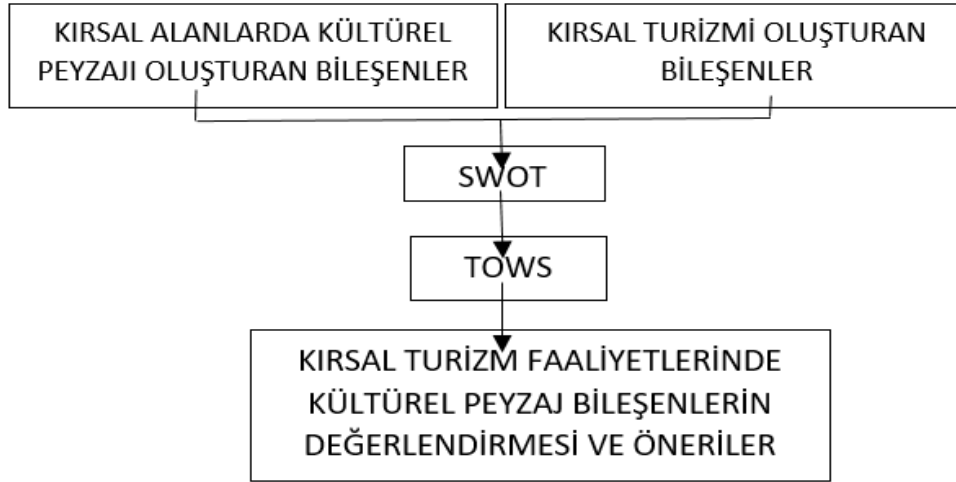 KIRSAL ALANLARDA KÜLTÜREL
PEYZAJI OLUŞTURAN BİLEŞENLER
KIRSAL TURİZMİ OLUŞTURAN
BİLEŞENLER
SWOT
TOWS
KIRSAL TURİZM FAALİYETLERİNDE
KÜLTÜREL PEYZAJ BİLEŞENLERİN
DEĞERLENDİRMESİ VE ÖNERİLER